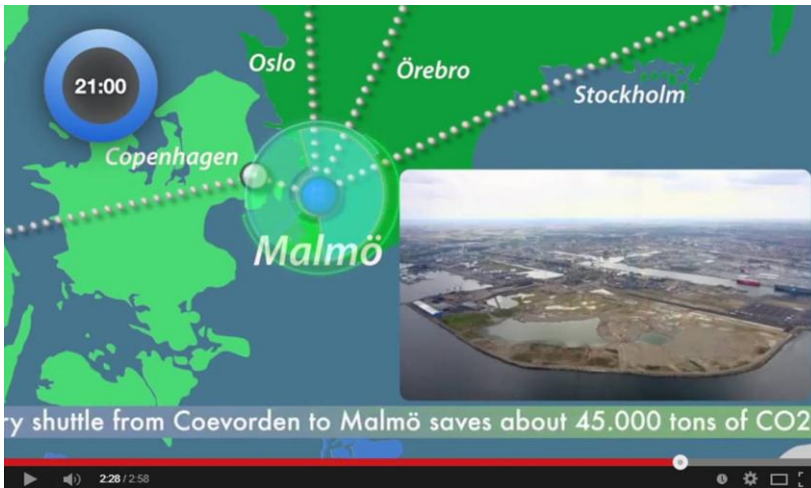 21:00
Oslo
Örebro
Stockholm
Copenhagen
Malmö
ry shuttle from Coevorden to Malmö saves about 45.000 tons of CO2
2:28 / 2:58